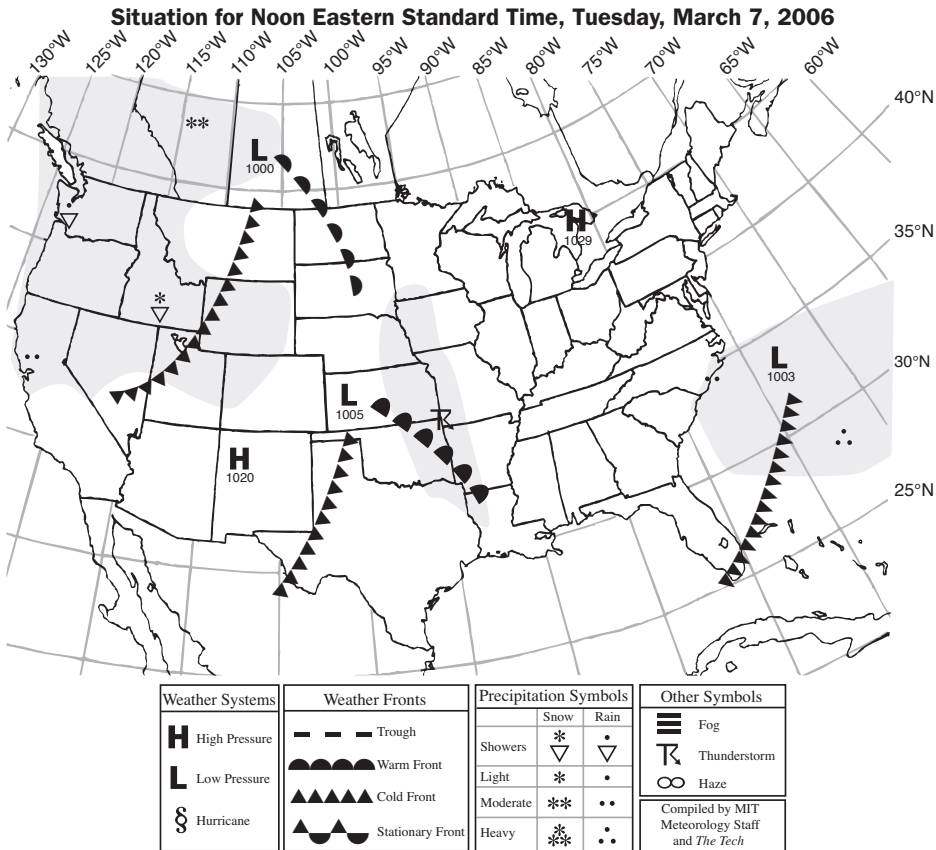 Situation for Noon Eastern Standard Time, Tuesday, March 7, 2006
130°W 125°W 120°W 115°W 110°W 105°W 100°W 95°W 90°W 85°W 80°W 75°W 70°W 65°W 60°W
40°N
35°N
30°N
25°N
L
1000
H
1029
L
1003
L
1005
H
1020
Weather Systems
H High Pressure
L Low Pressure
§ Hurricane
Weather Fronts
Trough
Warm Front
Cold Front
Stationary Front
Precipitation Symbols
Snow Rain
Showers
Light
Moderate
Heavy
Other Symbols
Fog
Thunderstorm
Haze
Compiled by MIT
Meteorology Staff
and The Tech